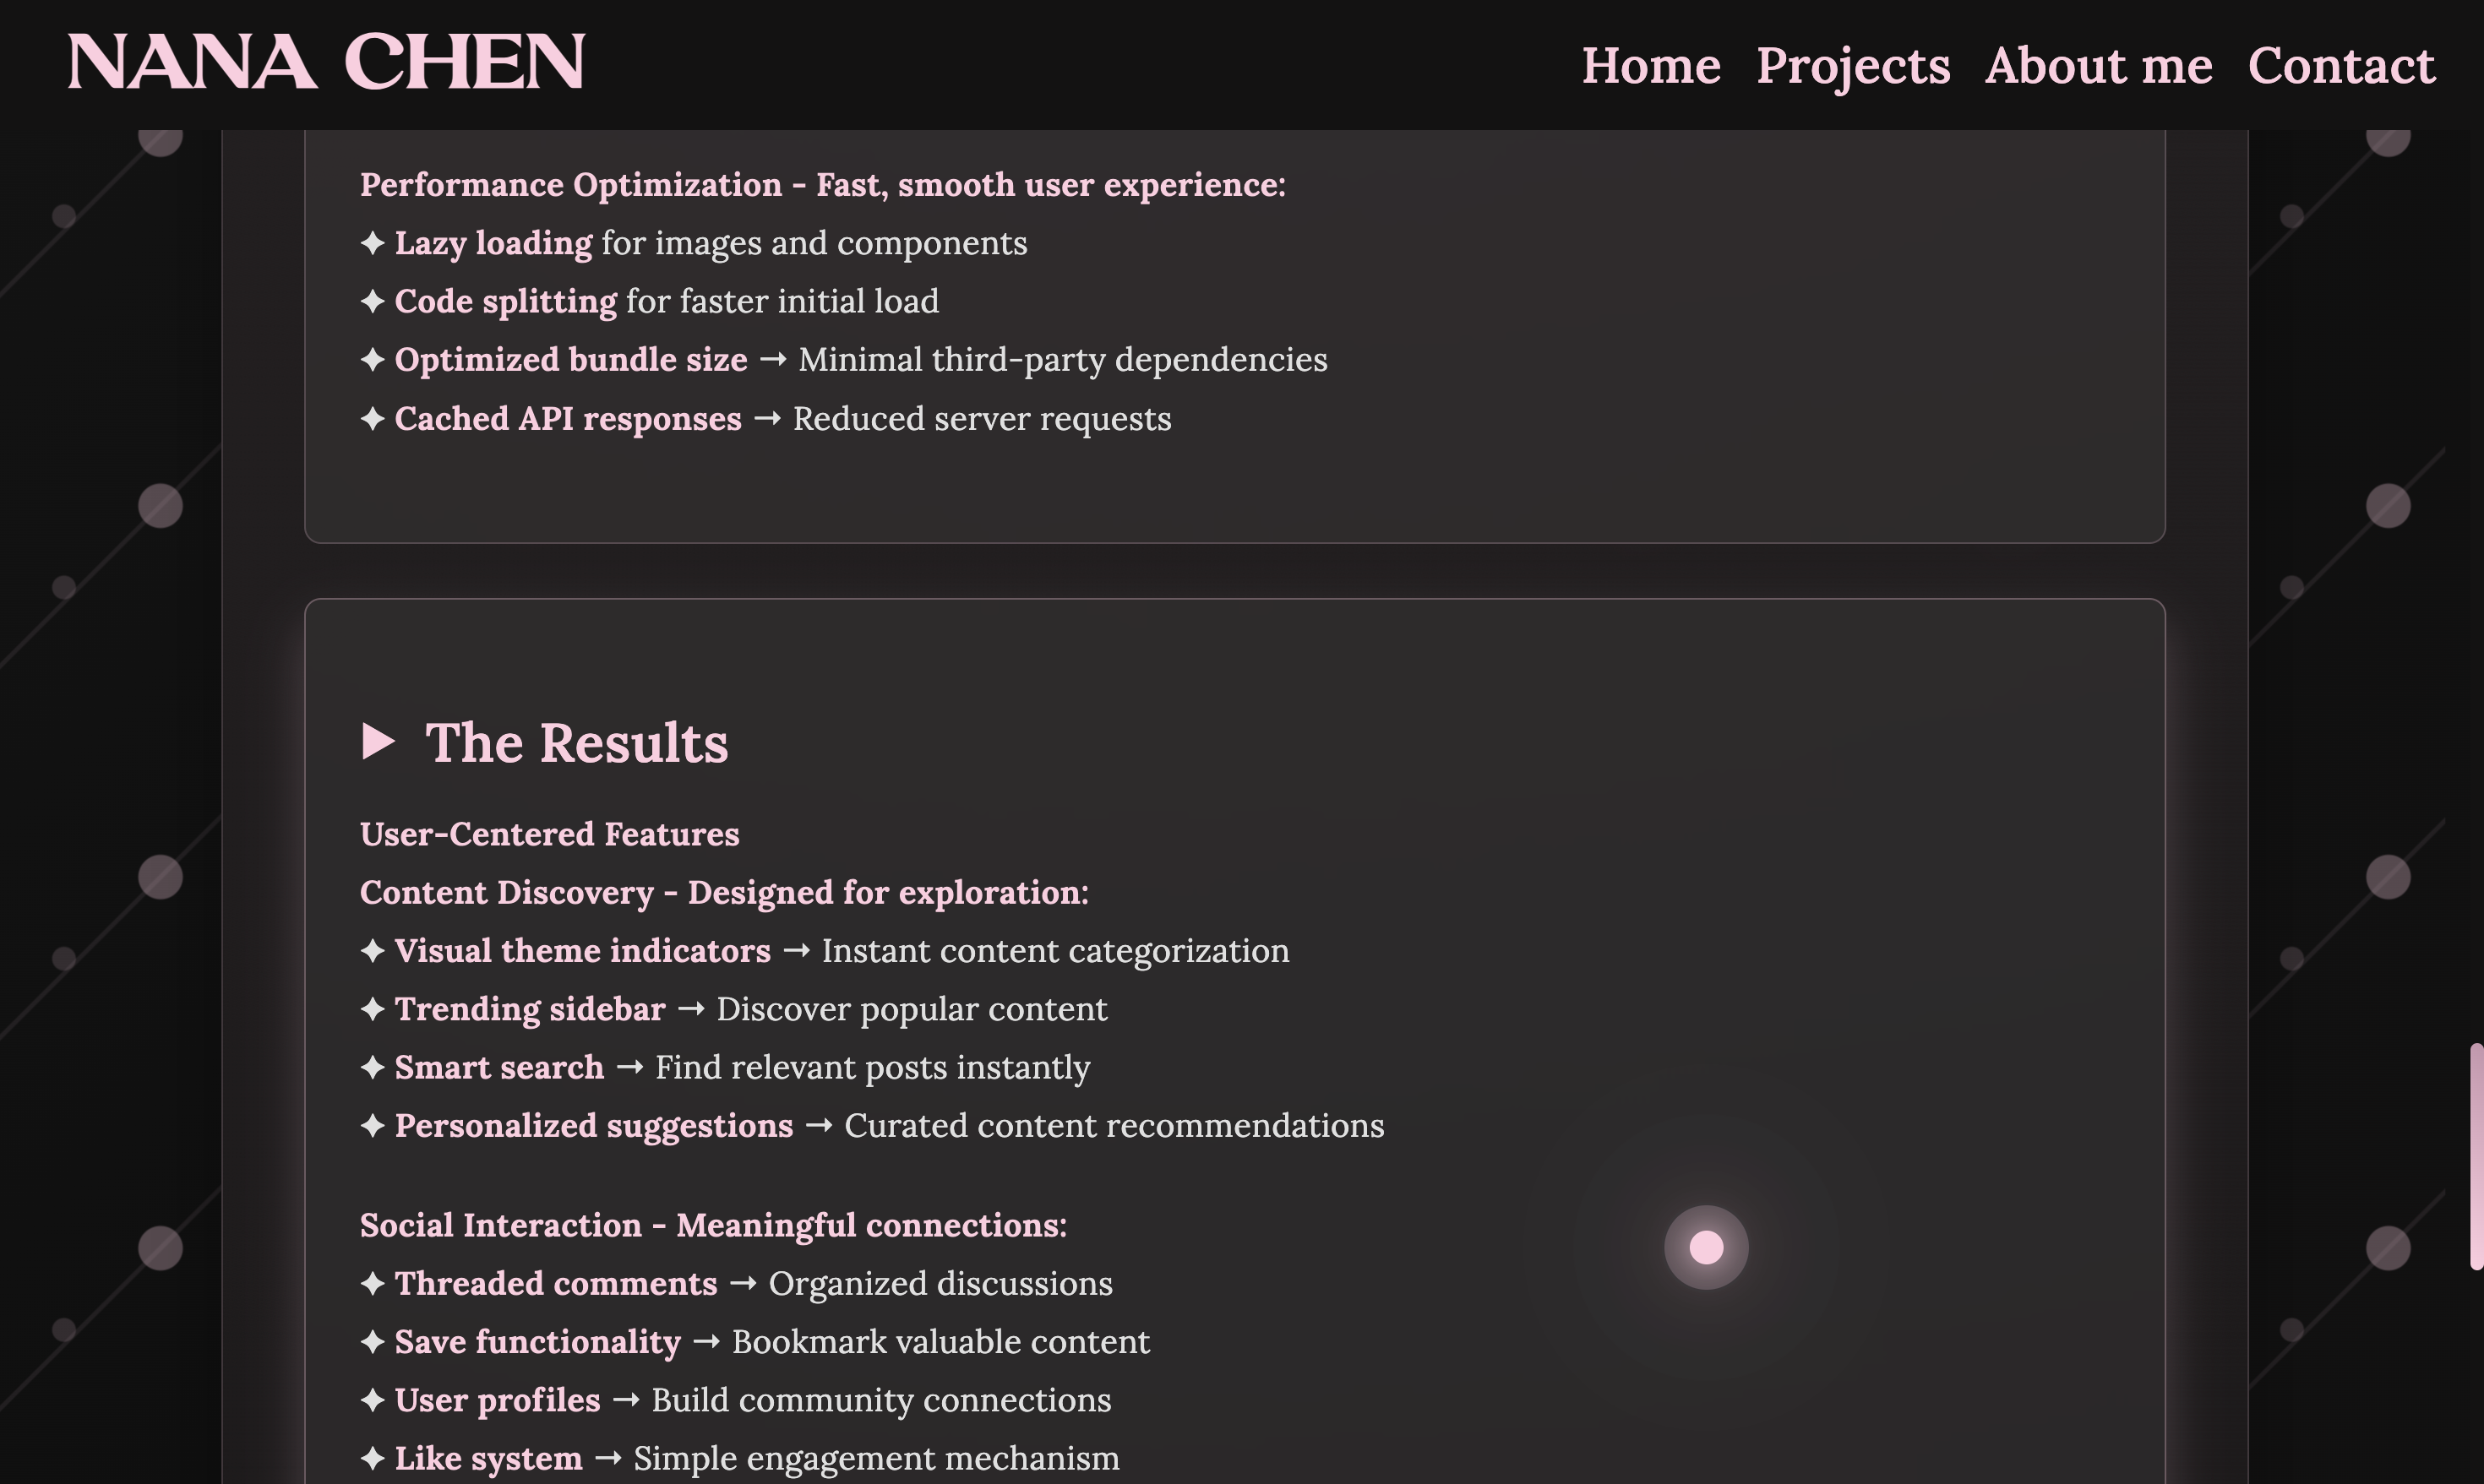 NANA CHEN
Home Projects About me Contact
Performance Optimization - Fast, smooth user experience:
✦ Lazy loading for images and components
✦ Code splitting for faster initial load
✦ Optimized bundle size → Minimal third-party dependencies
✦ Cached API responses → Reduced server requests
▶ The Results
User-Centered Features
Content Discovery - Designed for exploration:
✦ Visual theme indicators → Instant content categorization
✦ Trending sidebar → Discover popular content
✦ Smart search → Find relevant posts instantly
✦ Personalized suggestions → Curated content recommendations
Social Interaction - Meaningful connections:
✦ Threaded comments → Organized discussions
✦ Save functionality → Bookmark valuable content
✦ User profiles → Build community connections
✦ Like system → Simple engagement mechanism